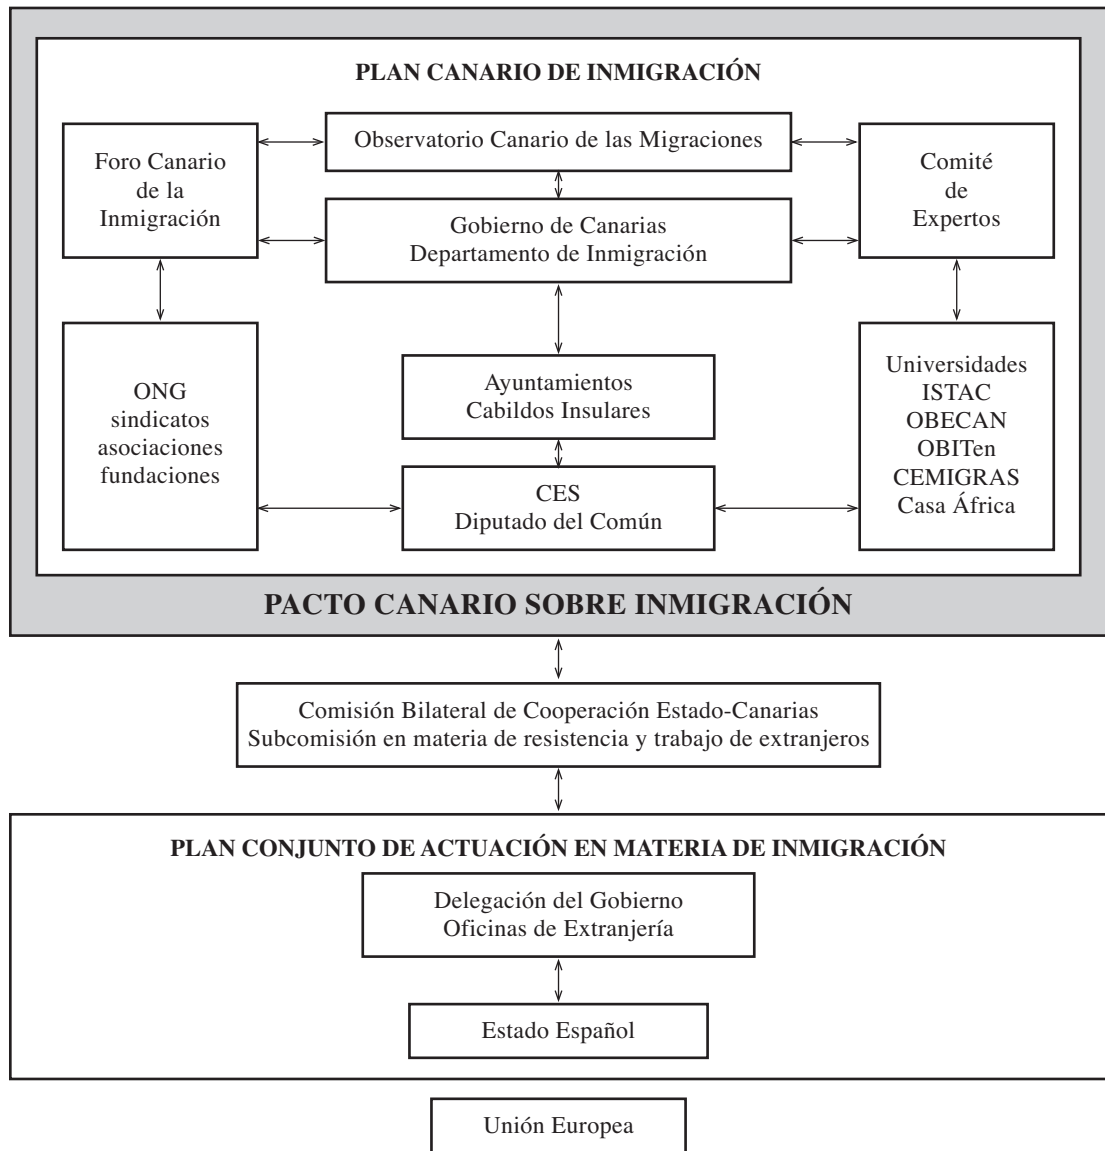 PLAN CANARIO DE INMIGRACIÓN
Observatorio Canario de las Migraciones
Foro Canario
de la
Inmigración
Comité
de
Expertos
Gobierno de Canarias
Departamento de Inmigración
ONG
sindicatos
asociaciones
fundaciones
Ayuntamientos
Cabildos Insulares
Universidades
ISTAC
OBECAN
OBITen
CEMIGRAS
Casa África
CES
Diputado del Común
PACTO CANARIO SOBRE INMIGRACIÓN
Comisión Bilateral de Cooperación Estado-Canarias
Subcomisión en materia de resistencia y trabajo de extranjeros
PLAN CONJUNTO DE ACTUACIÓN EN MATERIA DE INMIGRACIÓN
Delegación del Gobierno
Oficinas de Extranjería
Estado Español
Unión Europea